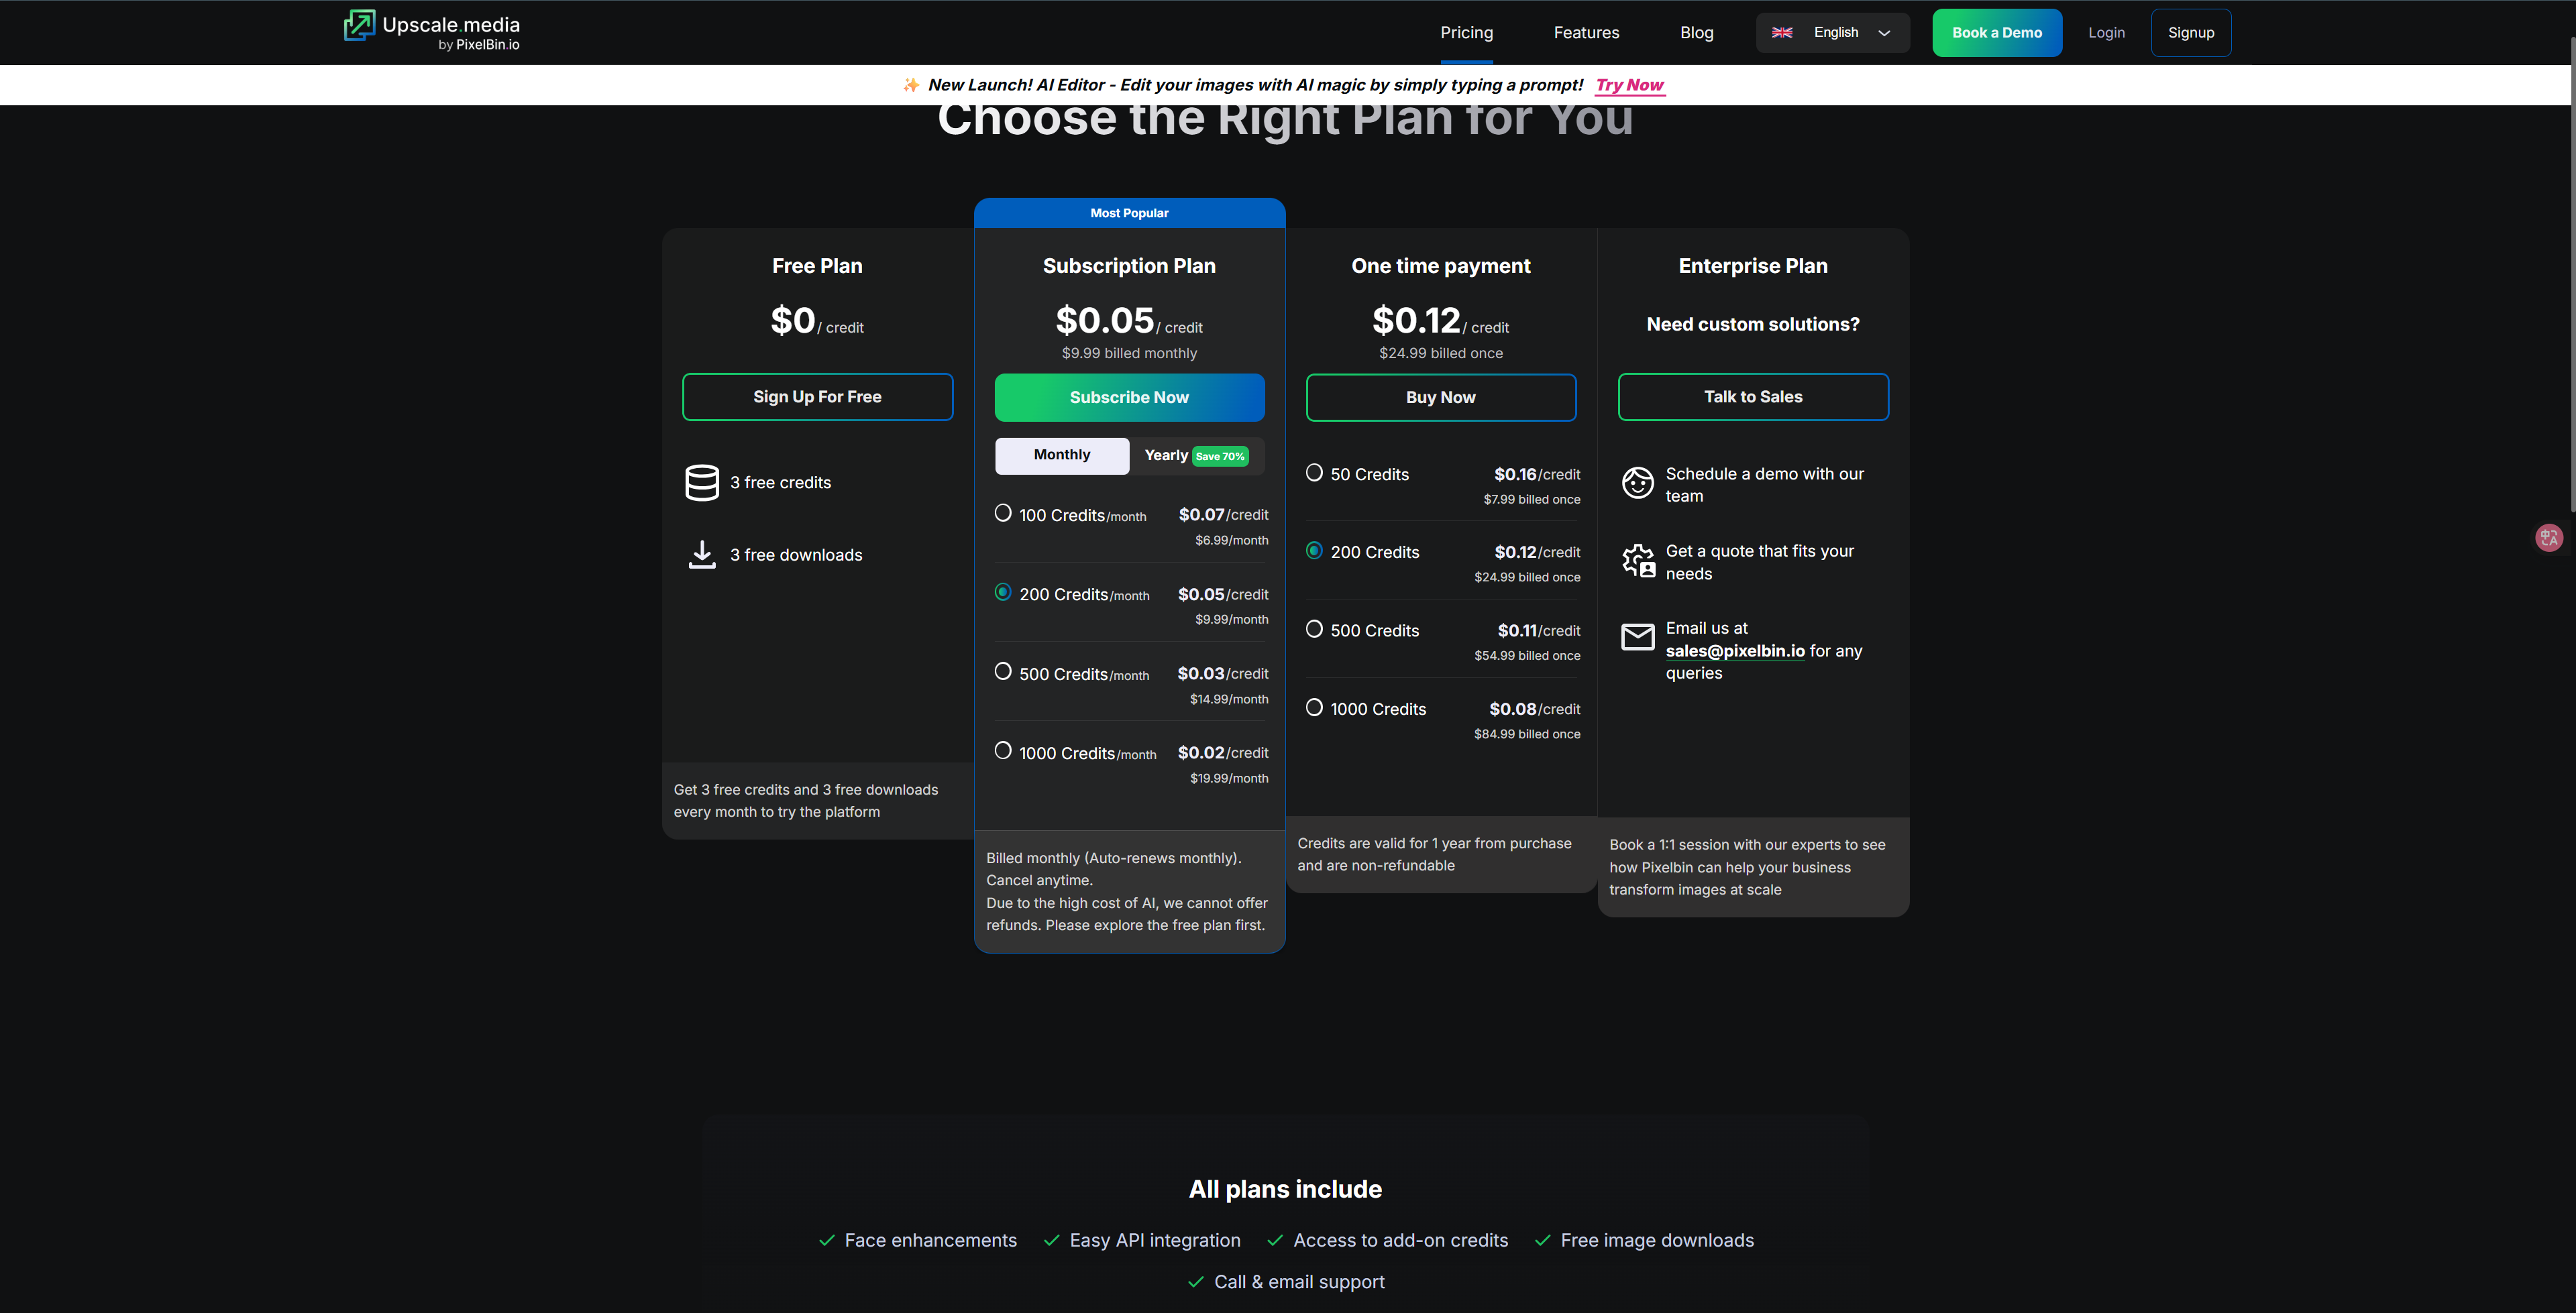 Upscale.media
by PixelBin.io
Pricing
Features
Blog
English
Book a Demo
Login
Signup
✨ New Launch! AI Editor - Edit your images with AI magic by simply typing a prompt! Try Now
Choose the Right Plan for You
Free Plan
$0/ credit
Sign Up For Free
3 free credits
3 free downloads
Get 3 free credits and 3 free downloads
every month to try the platform
Most Popular
Subscription Plan
$0.05/ credit
$9.99 billed monthly
Subscribe Now
Monthly
Yearly Save 70%
100 Credits/month $0.07/credit
$6.99/month
200 Credits/month $0.05/credit
$9.99/month
500 Credits/month $0.03/credit
$14.99/month
1000 Credits/month $0.02/credit
$19.99/month
Billed monthly (Auto-renews monthly).
Cancel anytime.
Due to the high cost of AI, we cannot offer
refunds. Please explore the free plan first.
One time payment
$0.12/ credit
$24.99 billed once
Buy Now
50 Credits $0.16/credit
$7.99 billed once
200 Credits $0.12/credit
$24.99 billed once
500 Credits $0.11/credit
$54.99 billed once
1000 Credits $0.08/credit
$84.99 billed once
Credits are valid for 1 year from purchase
and are non-refundable
Enterprise Plan
Need custom solutions?
Talk to Sales
Schedule a demo with our
team
Get a quote that fits your
needs
Email us at
sales@pixelbin.io for any
queries
Book a 1:1 session with our experts to see
how Pixelbin can help your business
transform images at scale
All plans include
Face enhancements
Easy API integration
Access to add-on credits
Free image downloads
Call & email support